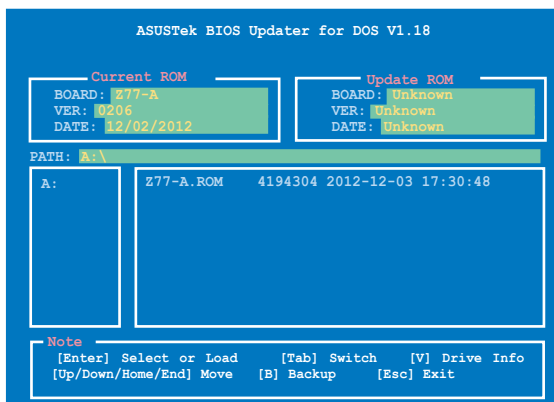 ASUSTek BIOS Updater for DOS V1.18
Current ROM
BOARD: Z77-A
VER: 0206
DATE: 12/02/2012
Update ROM
BOARD: Unknown
VER: Unknown
DATE: Unknown
PATH: A:\
A:
Z77-A.ROM 4194304 2012-12-03 17:30:48
Note
[Enter] Select or Load [Tab] Switch [V] Drive Info
[Up/Down/Home/End] Move [B] Backup [Esc] Exit